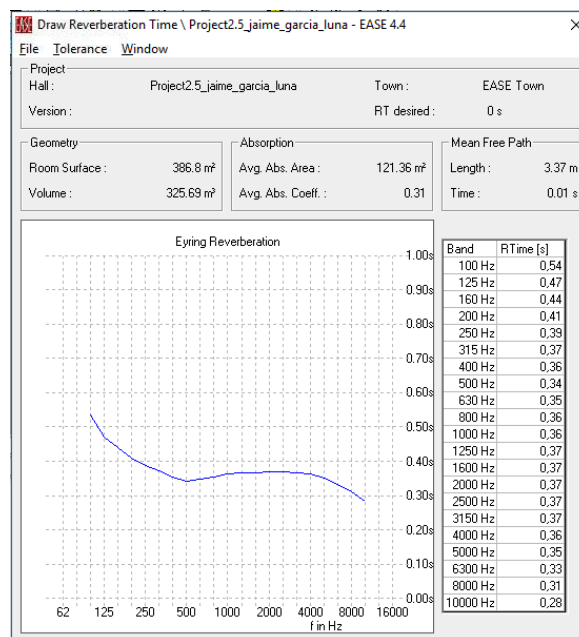 Draw Reverberation Time \ Project2.5_jaime_garcia_luna - EASE 4.4
File Tolerance Window
Project
Hall : Project2.5_jaime_garcia_luna Town : EASE Town
Version : RT desired : 0 s
Geometry Absorption Mean Free Path
Room Surface : 386.8 m² Avg. Abs. Area : 121.36 m² Length : 3.37 m
Volume : 325.69 m³ Avg. Abs. Coeff. : 0.31 Time : 0.01 s
Eyring Reverberation
1.00s
0.90s
0.80s
0.70s
0.60s
0.50s
0.40s
0.30s
0.20s
0.10s
0.00s
62 125 250 500 1000 2000 4000 8000 16000
f in Hz
Band RTime [s]
100 Hz 0,54
125 Hz 0,47
160 Hz 0,44
200 Hz 0,41
250 Hz 0,39
315 Hz 0,37
400 Hz 0,36
500 Hz 0,34
630 Hz 0,35
800 Hz 0,36
1000 Hz 0,36
1250 Hz 0,37
1600 Hz 0,37
2000 Hz 0,37
2500 Hz 0,37
3150 Hz 0,37
4000 Hz 0,36
5000 Hz 0,35
6300 Hz 0,33
8000 Hz 0,31
10000 Hz 0,28